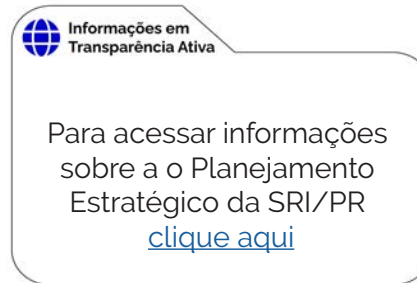 Informações em
Transparência Ativa
Para acessar informações
sobre a o Planejamento
Estratégico da SRI/PR
clique aqui